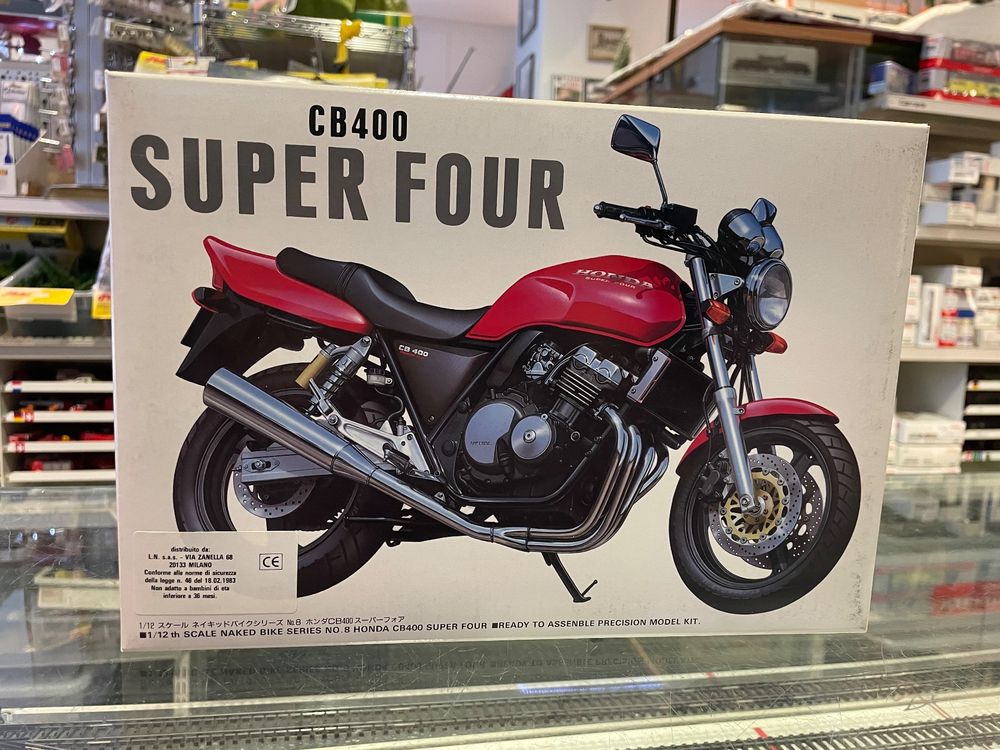 CB400
SUPER FOUR
HONDA
SUPER FOUR
CB 400
distribuito da:
L.N. s.a.s. - VIA ZANELLA 68
20133 MILANO
Conforme alle norme di sicurezza
della legge n. 46 del 18.02.1983
Non adatto a bambini di eta
inferiore a 36 mesi.
CE
1/12 スケール ネイキッドバイクシリーズ №8 ホンダCB400スーパーフォア
■1/12 th SCALE NAKED BIKE SERIES NO.8 HONDA CB400 SUPER FOUR ■READY TO ASSENBLE PRECISION MODEL KIT.